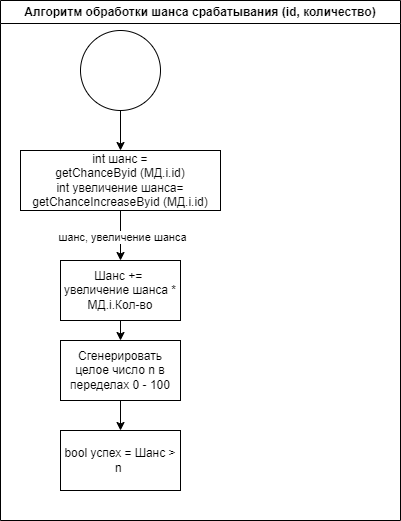 Алгоритм обработки шанса срабатывания (id, количество)
int шанс =
getChanceByid (МД.i.id)
int увеличение шанса=
getChanceIncreaseByid (МД.i.id)
шанс, увеличение шанса
Шанс +=
увеличение шанса *
МД.i.Кол-во
Сгенерировать
целое число n в
переделах 0 - 100
bool успех = Шанс >
n